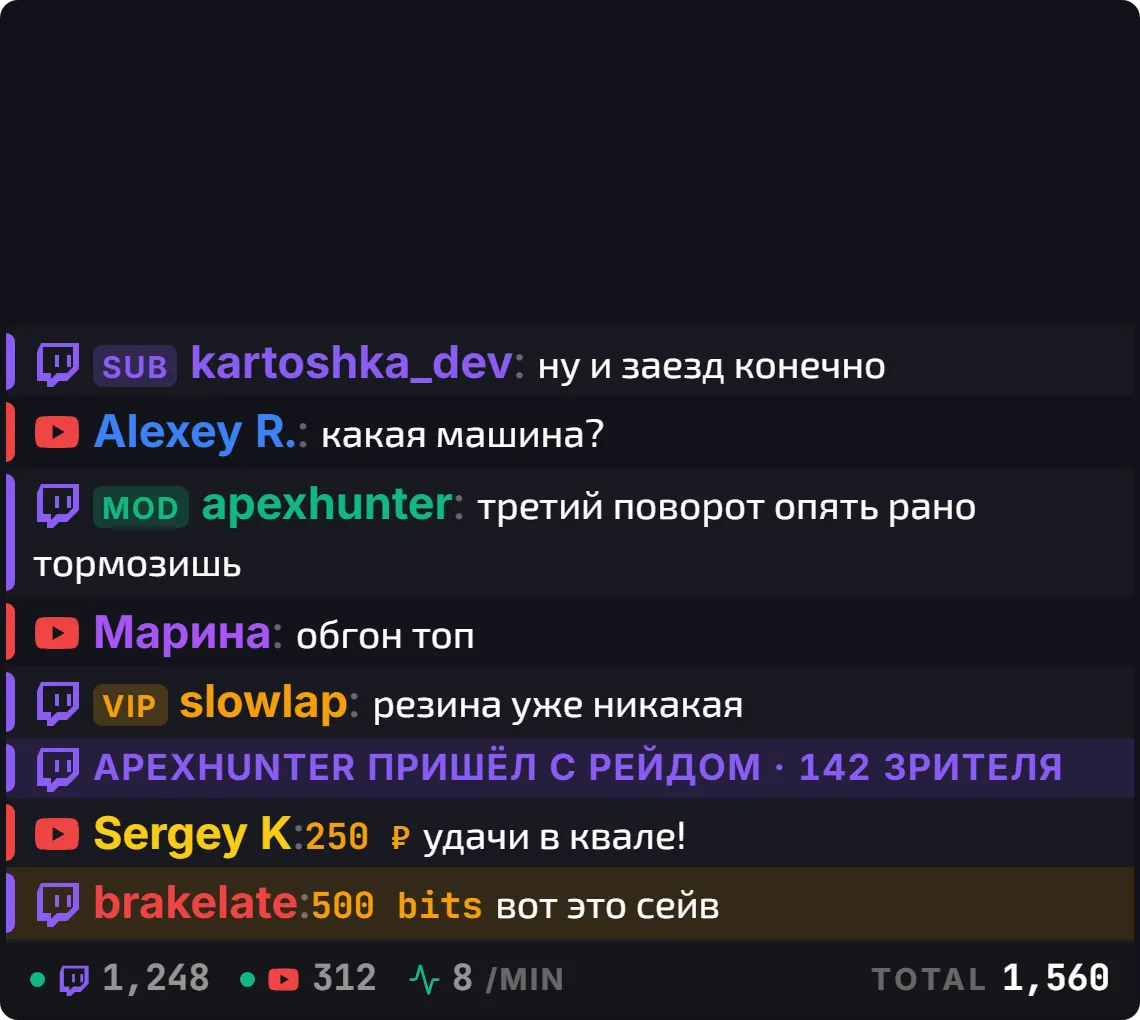 SUB kartoshka_dev: ну и заезд конечно
Alexey R.: какая машина?
MOD apexhunter: третий поворот опять рано
тормозишь
Марина: обгон топ
VIP slowlap: резина уже никакая
APEXHUNTER ПРИШЁЛ С РЕЙДОМ · 142 ЗРИТЕЛЯ
Sergey K:250 ₽ удачи в квале!
brakelate:500 bits вот это сейв
1,248 312 8 /MIN TOTAL 1,560